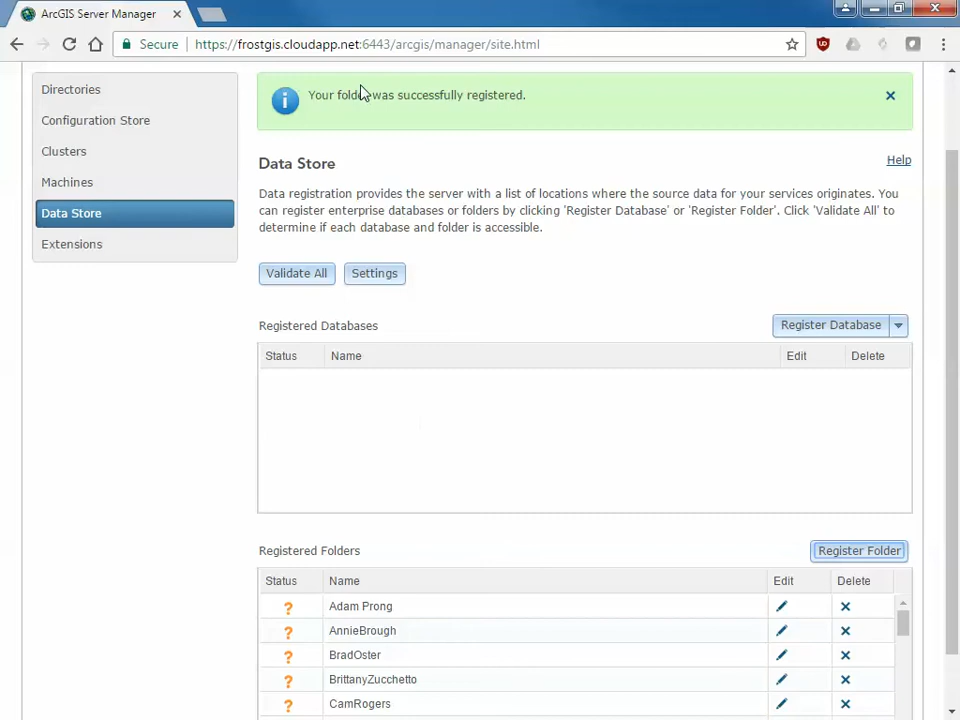 ArcGIS Server Manager
Secure
https://frostgis.cloudapp.net:6443/arcgis/manager/site.html
Directories
Configuration Store
Clusters
Machines
Data Store
Extensions
Your folder was successfully registered.
Data Store
Help
Data registration provides the server with a list of locations where the source data for your services originates. You
can register enterprise databases or folders by clicking 'Register Database' or 'Register Folder'. Click 'Validate All' to
determine if each database and folder is accessible.
Validate All
Settings
Registered Databases
Register Database
Status Name Edit Delete
Registered Folders
Register Folder
Status Name Edit Delete
? Adam Prong
? AnnieBrough
? BradOster
? BrittanyZucchetto
? CamRogers